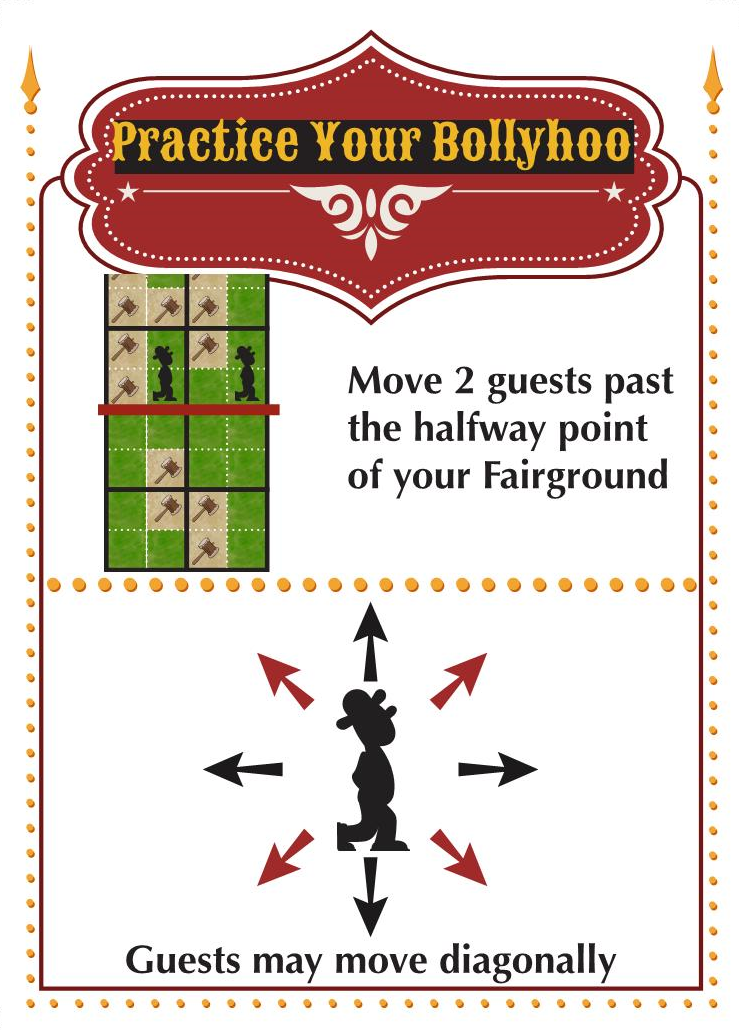 Practice Your Bollyhoo
Move 2 guests past
the halfway point
of your Fairground
Guests may move diagonally